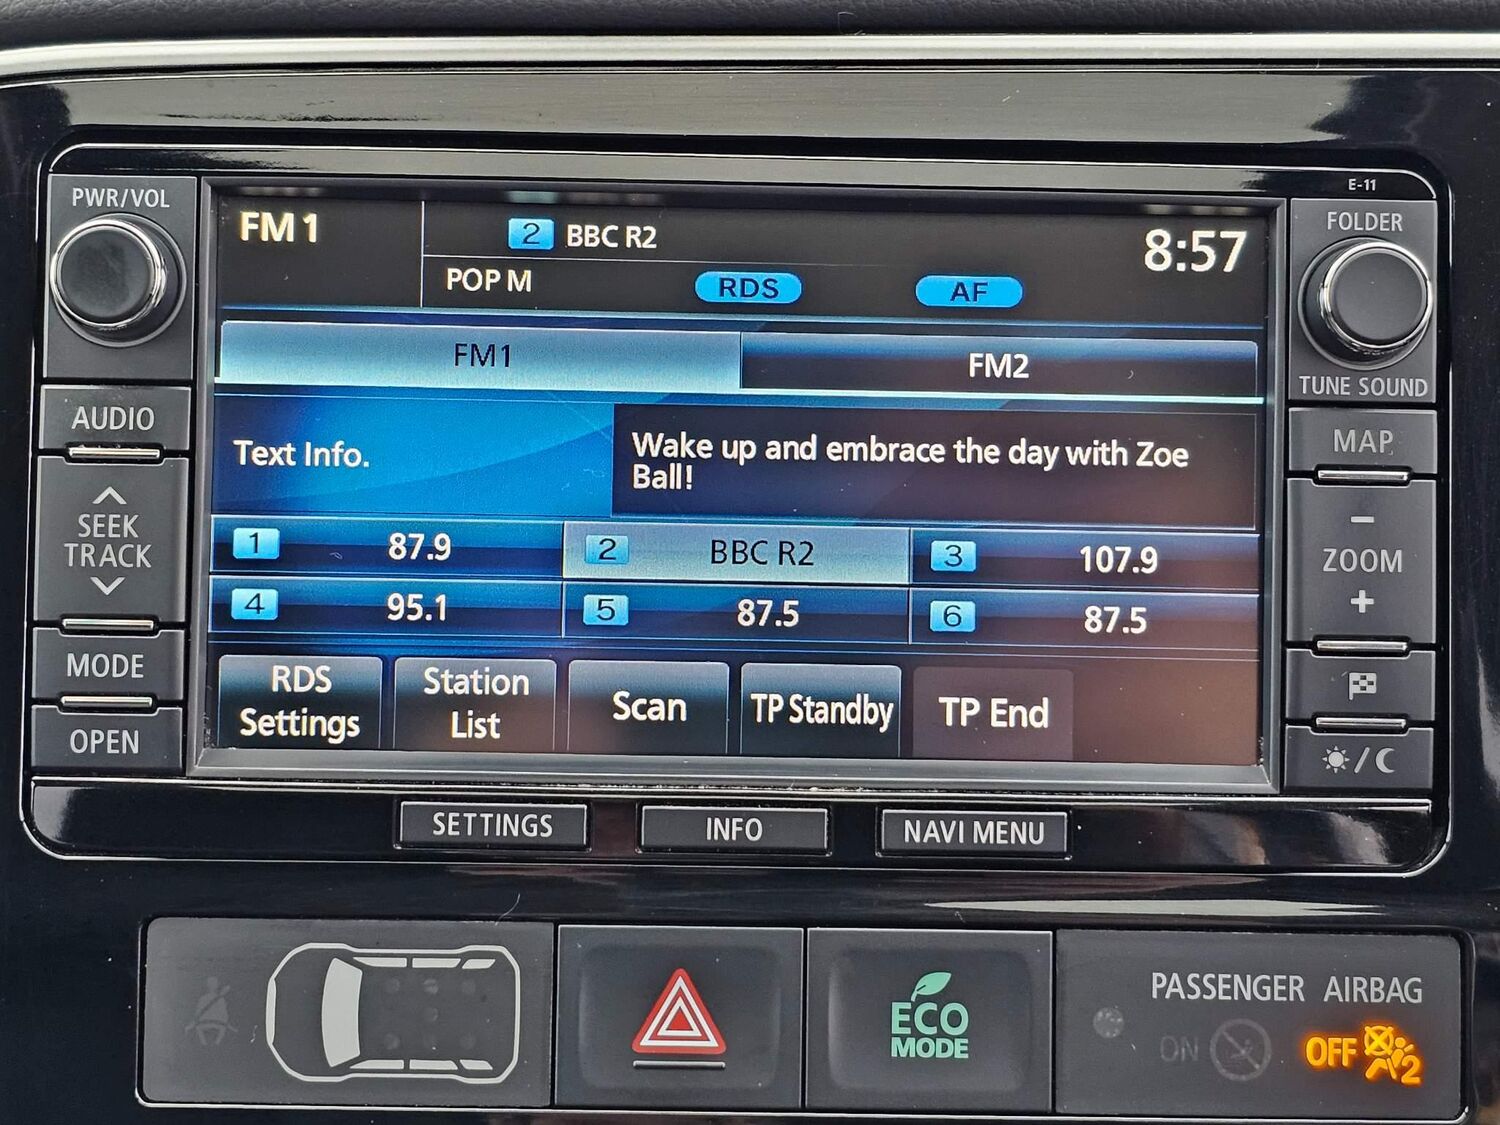 E-11
PWR/VOL
FOLDER
FM 1
2 BBC R2
8:57
POP M
RDS
AF
FM1
FM2
TUNE SOUND
AUDIO
MAP
Text Info.
Wake up and embrace the day with Zoe
Ball!
SEEK
TRACK
1 87.9
2 BBC R2
3 107.9
− ZOOM +
4 95.1
5 87.5
6 87.5
MODE
OPEN
RDS
Settings
Station
List
Scan
TP Standby
TP End
SETTINGS
INFO
NAVI MENU
ECO
MODE
PASSENGER AIRBAG
ON
OFF
2